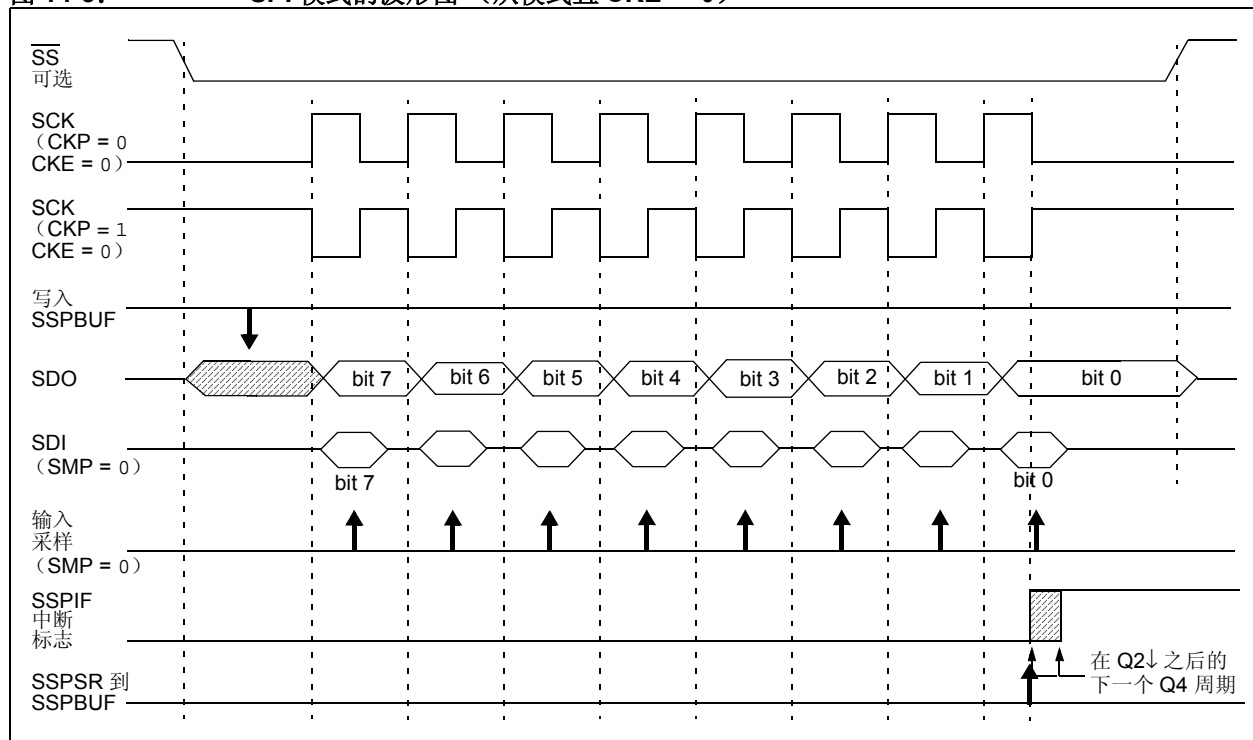 SS
可选
SCK
（CKP = 0
CKE = 0）
SCK
（CKP = 1
CKE = 0）
写入
SSPBUF
SDO
bit 7
bit 6
bit 5
bit 4
bit 3
bit 2
bit 1
bit 0
SDI
（SMP = 0）
bit 7
bit 0
输入
采样
（SMP = 0）
SSPIF
中断
标志
在 Q2↓ 之后的
下一个 Q4 周期
SSPSR 到
SSPBUF